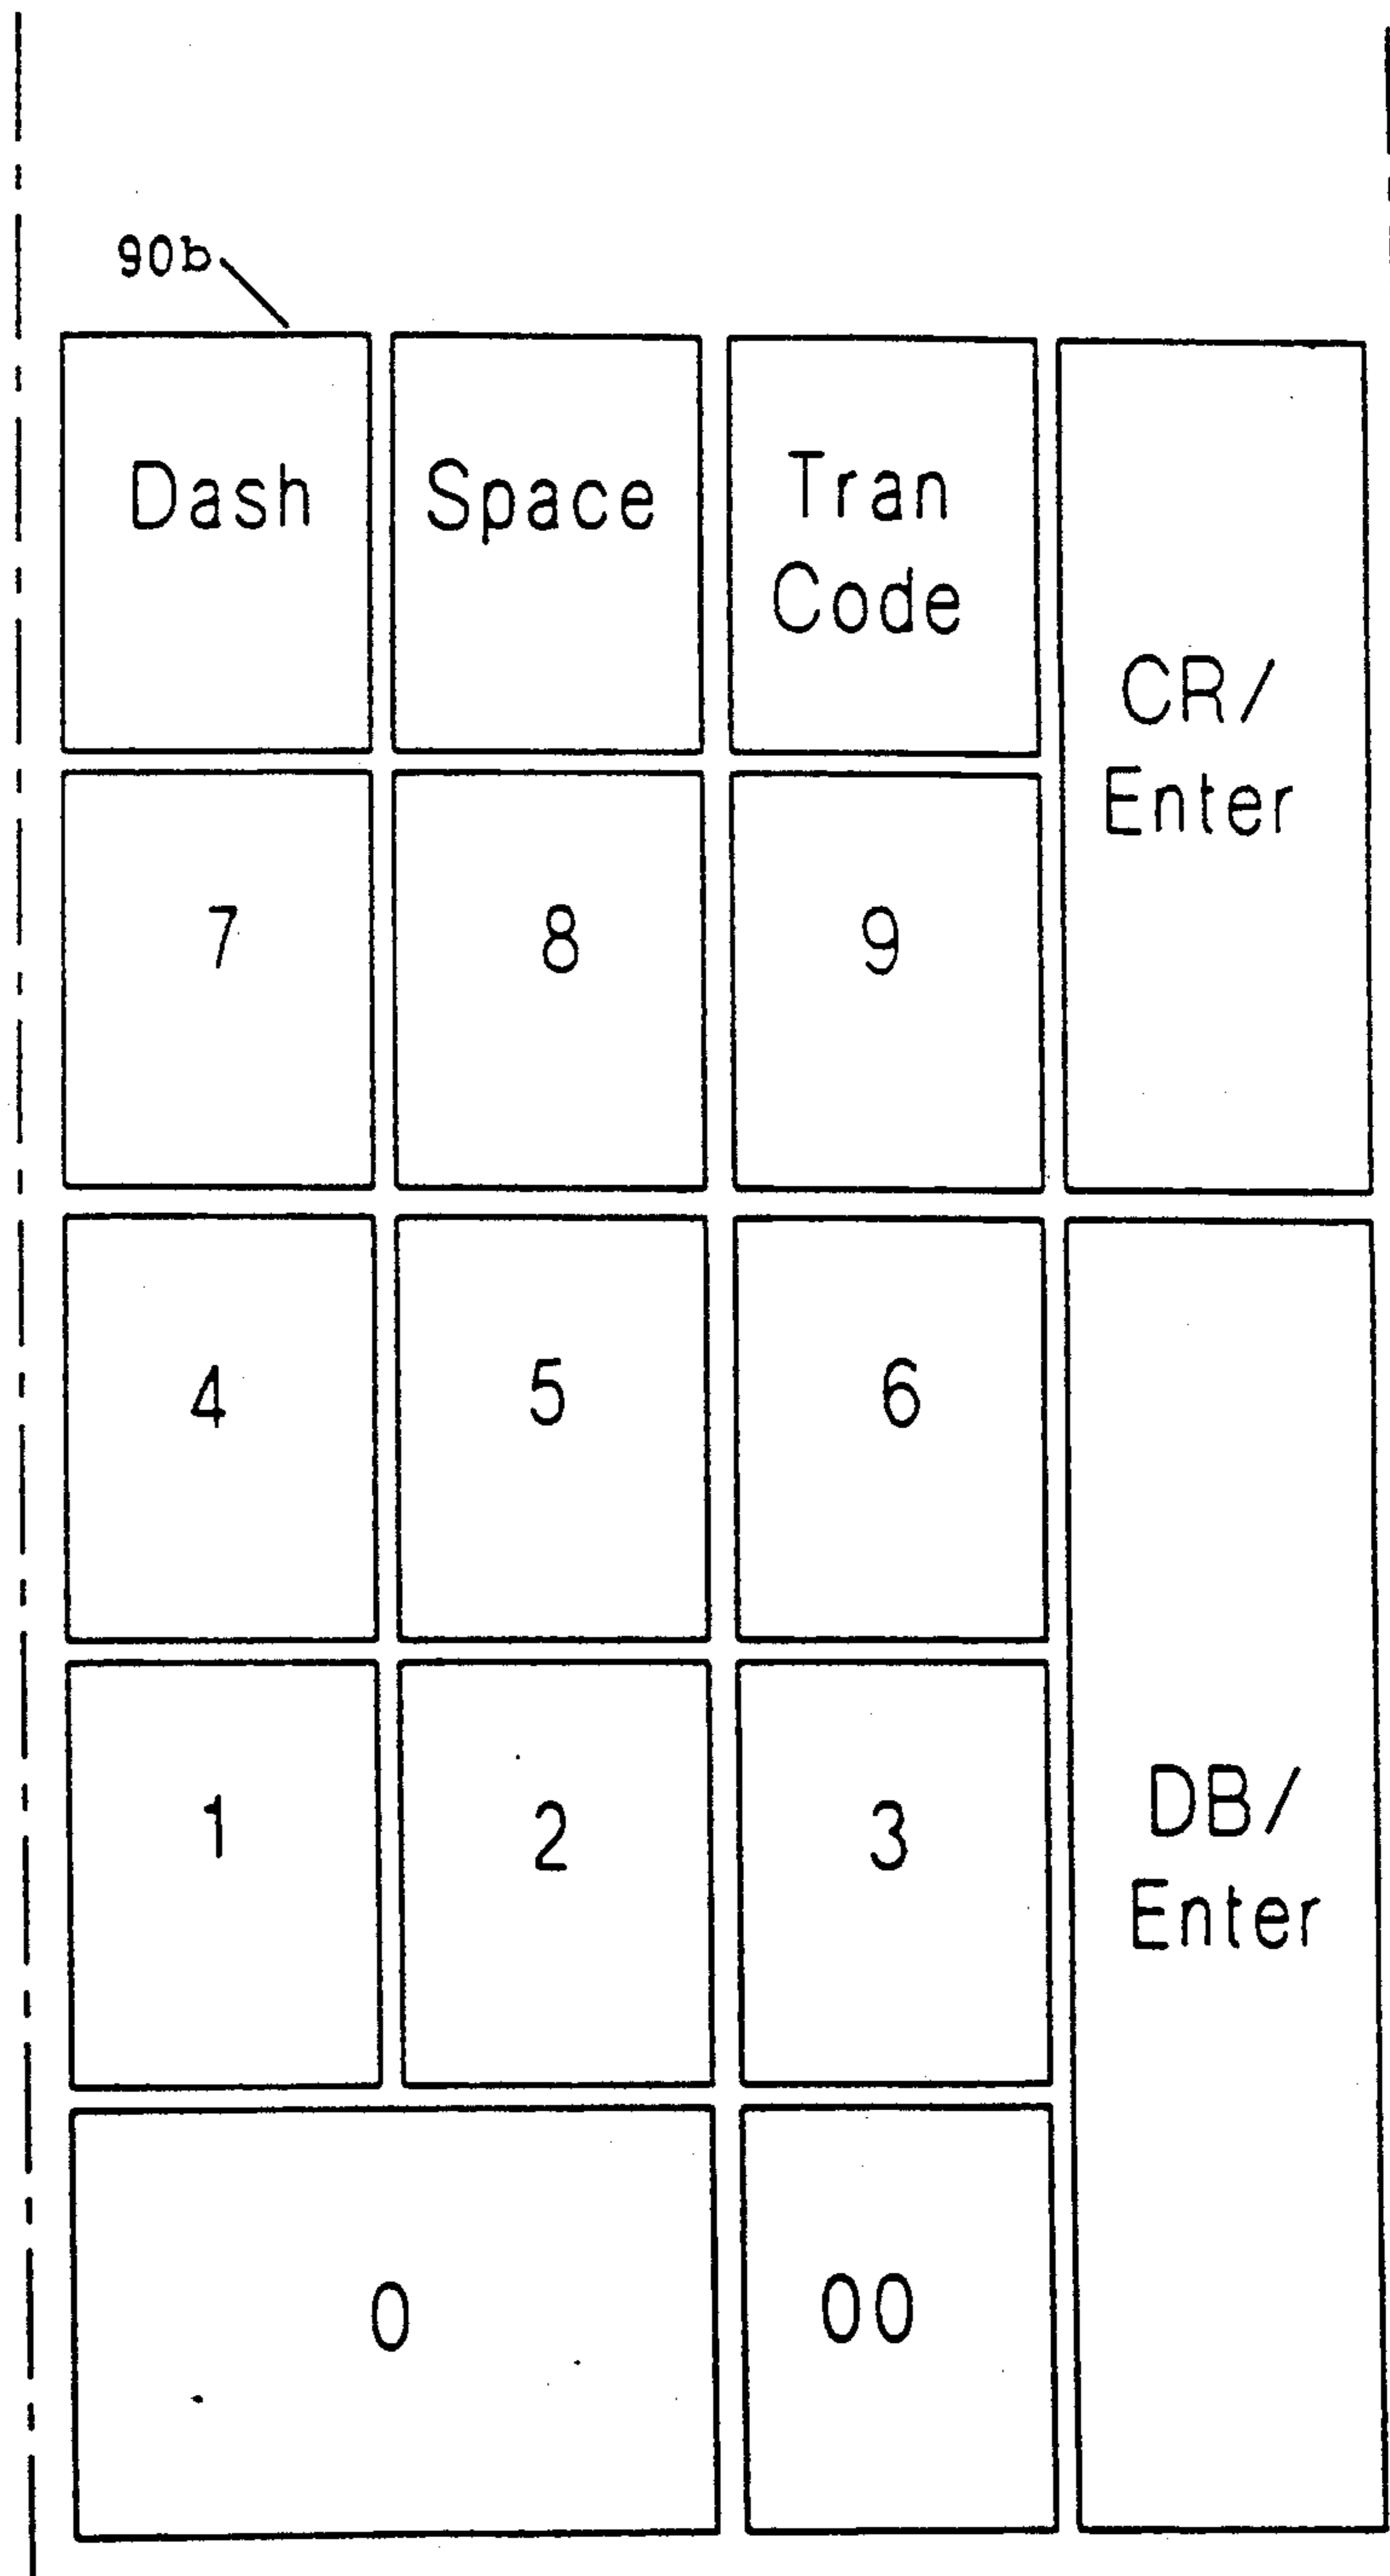 90b
Dash
Space
Tran
Code
CR/
Enter
7
8
9
4
5
6
DB/
Enter
1
2
3
0
00